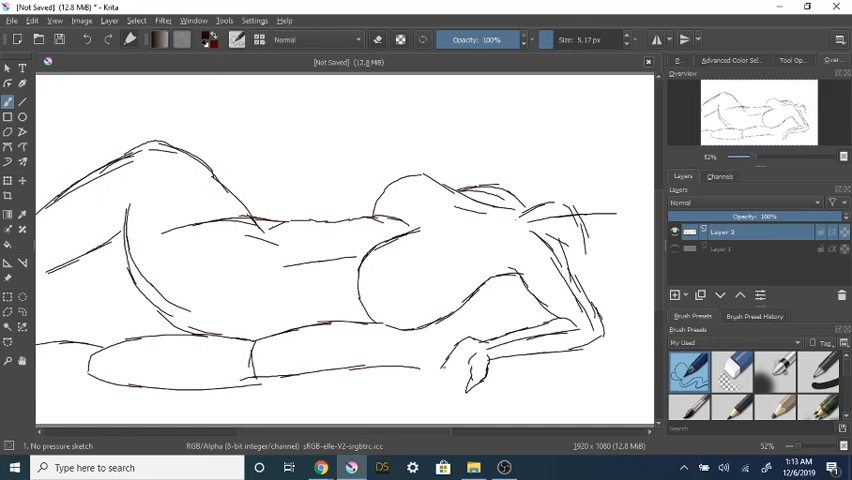 [Not Saved] (12.8 MiB) * - Krita
File Edit View Image Layer Select Filter Window Tools Settings Help
Normal Opacity: 100% Size: 5.17 px
[Not Saved] (12.8 MiB)
P... Advanced Color Sel... Tool Op... Over...
Overview
52%
Layers Channels
Layers
Normal
Opacity: 100%
Layer 2
Layer 1
Brush Presets Brush Preset History
Brush Presets
My Used Tag
Search
1. No pressure sketch RGB/Alpha (8-bit integer/channel) sRGB-elle-V2-srgbtrc.icc 1920 x 1080 (12.8 MiB) 52%
Type here to search DS 1:13 AM
12/6/2019